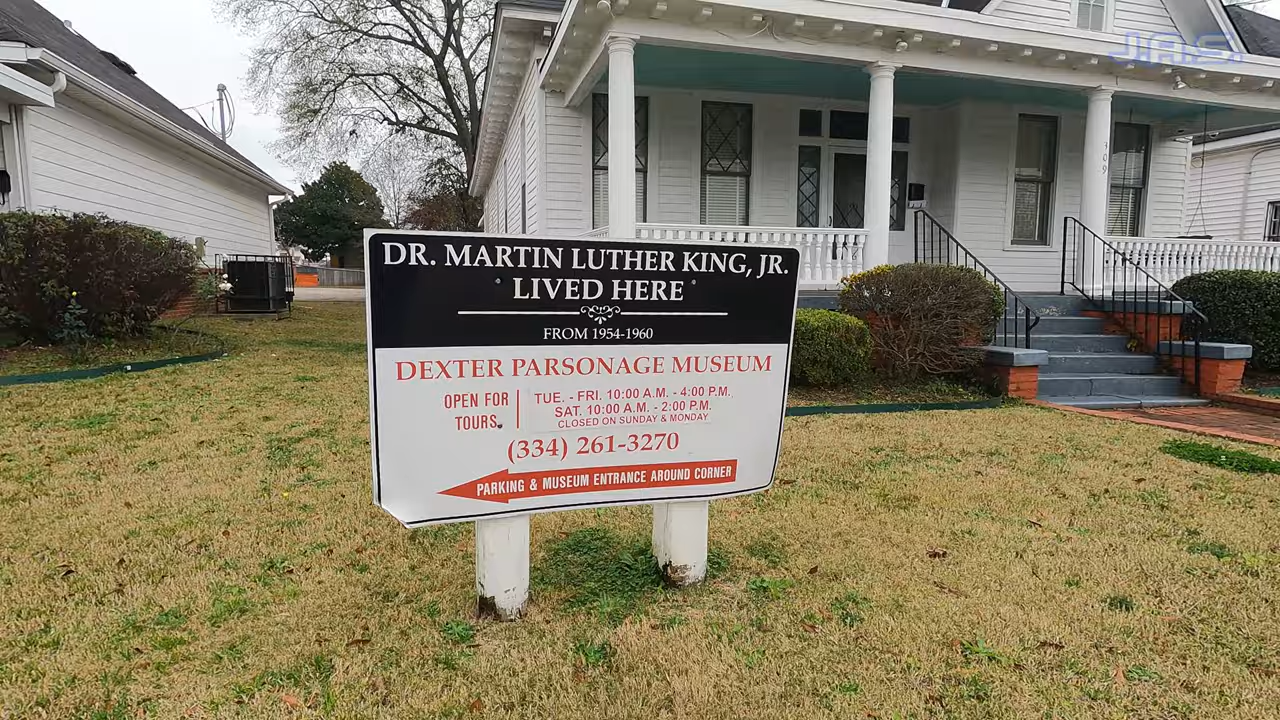 J.A.S.
309
DR. MARTIN LUTHER KING, JR.
LIVED HERE
FROM 1954-1960
DEXTER PARSONAGE MUSEUM
OPEN FOR
TOURS.
TUE. - FRI. 10:00 A.M. - 4:00 P.M.
SAT. 10:00 A.M. - 2:00 P.M.
CLOSED ON SUNDAY & MONDAY
(334) 261-3270
PARKING & MUSEUM ENTRANCE AROUND CORNER